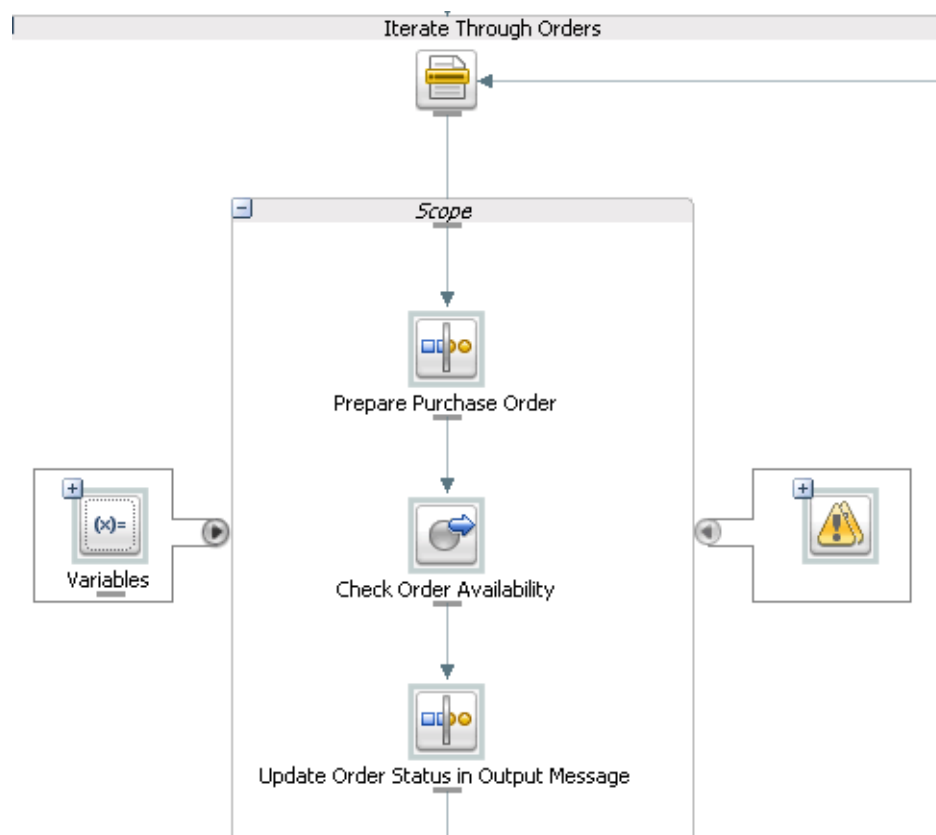 Iterate Through Orders
Scope
Prepare Purchase Order
(x)=
Variables
Check Order Availability
Update Order Status in Output Message